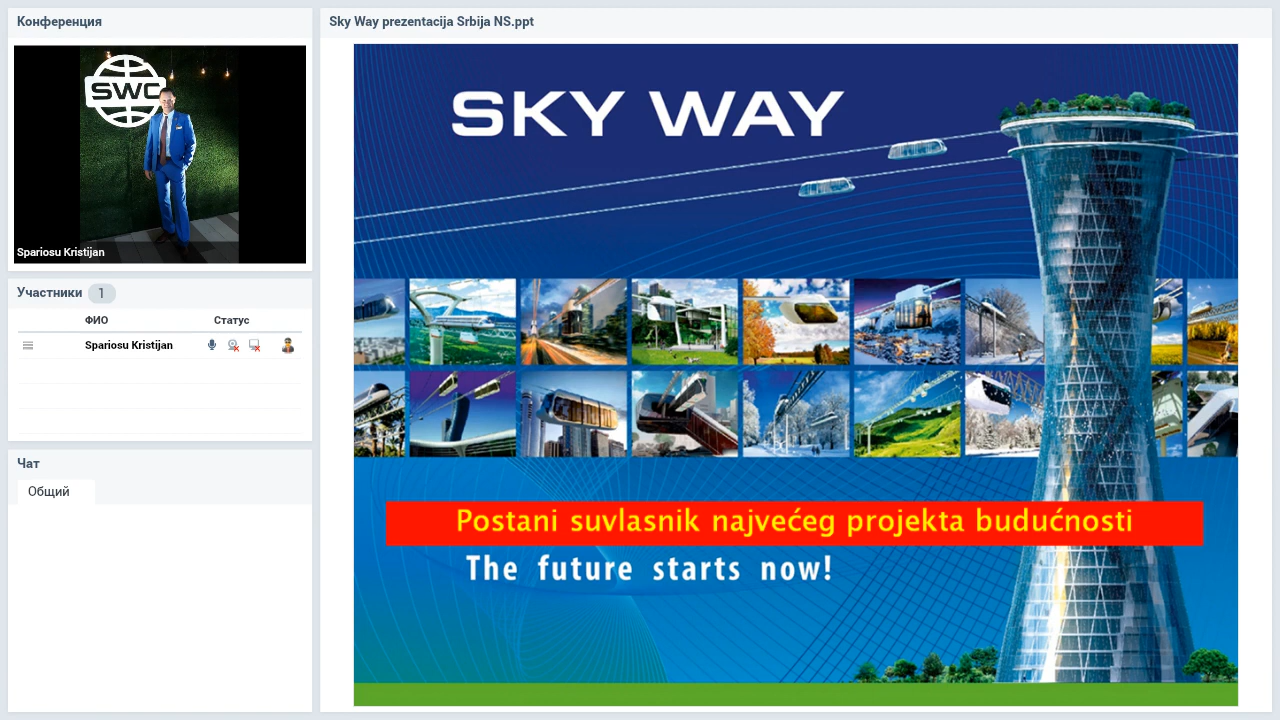 Конференция
SWC
Spariosu Kristijan
Участники 1
ФИО Статус
Spariosu Kristijan
Чат
Общий
Sky Way prezentacija Srbija NS.ppt
SKY WAY
Postani suvlasnik najvećeg projekta budućnosti
The future starts now!